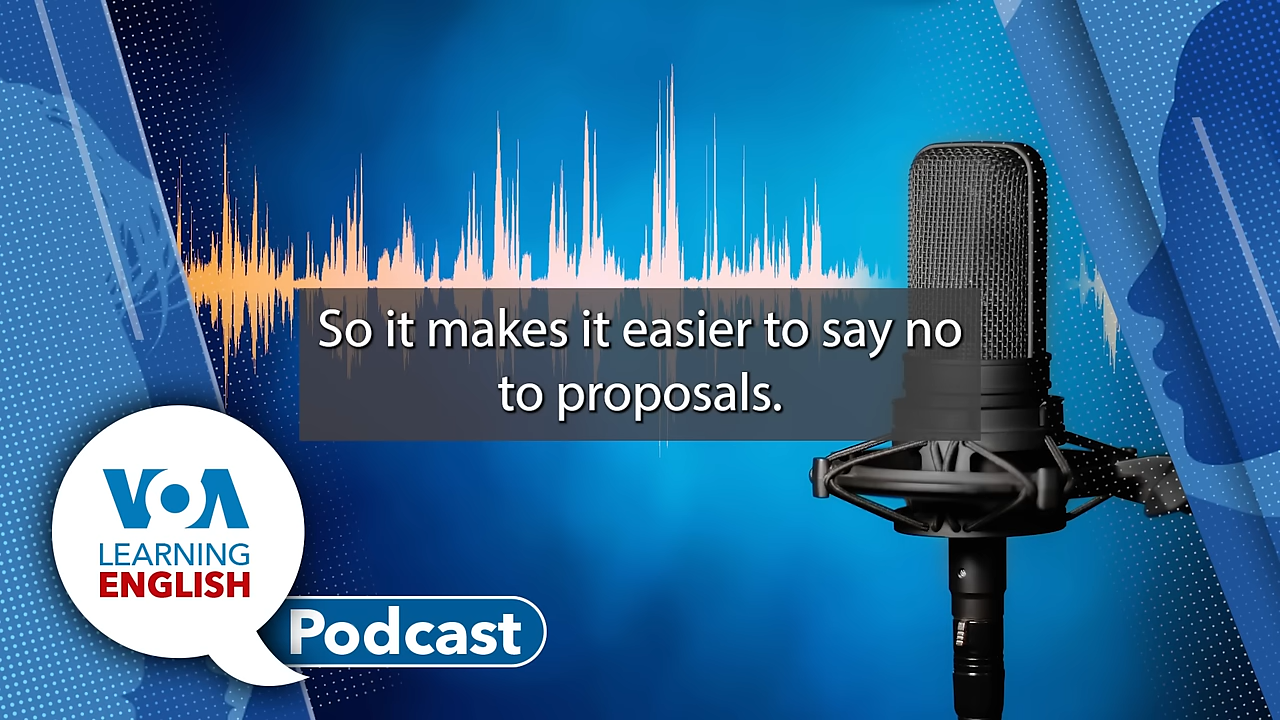 So it makes it easier to say no
to proposals.
VOA
LEARNING
ENGLISH
Podcast